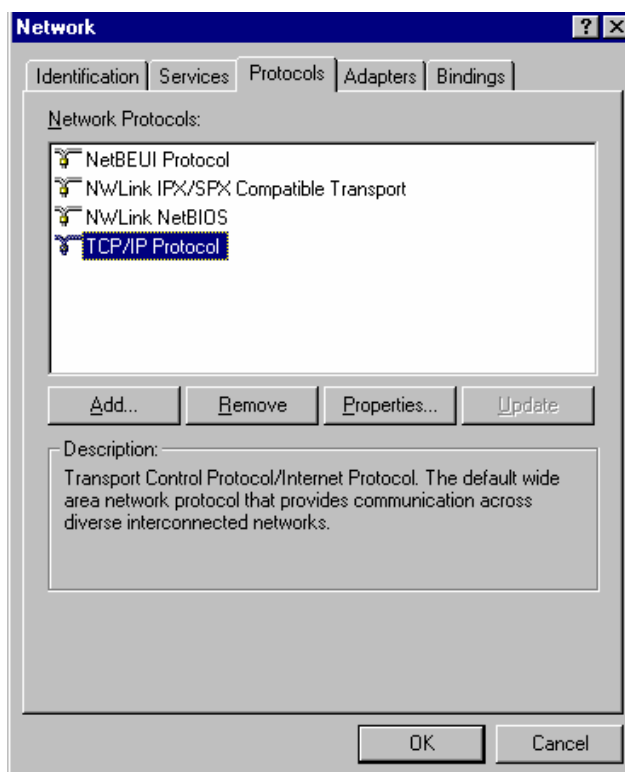 Network
Identification Services Protocols Adapters Bindings
Network Protocols:
NetBEUI Protocol
NWLink IPX/SPX Compatible Transport
NWLink NetBIOS
TCP/IP Protocol
Add... Remove Properties... Update
Description:
Transport Control Protocol/Internet Protocol. The default wide
area network protocol that provides communication across
diverse interconnected networks.
OK Cancel